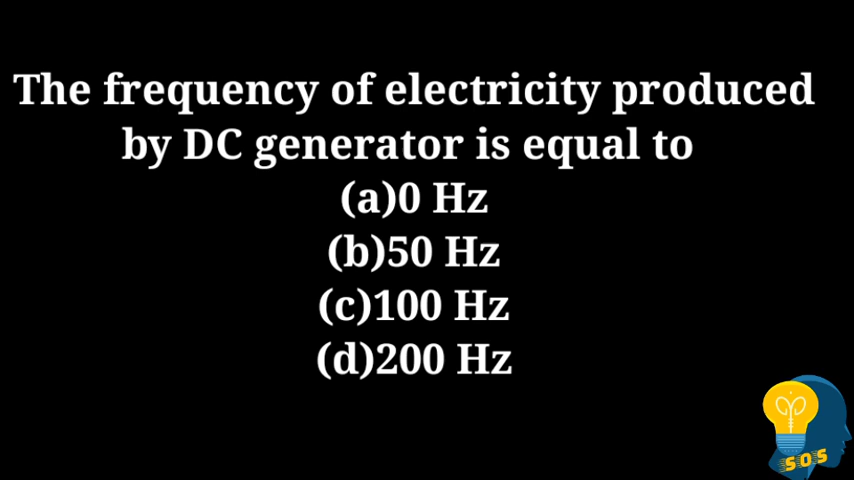 The frequency of electricity produced
by DC generator is equal to
(a)0 Hz
(b)50 Hz
(c)100 Hz
(d)200 Hz
SOS